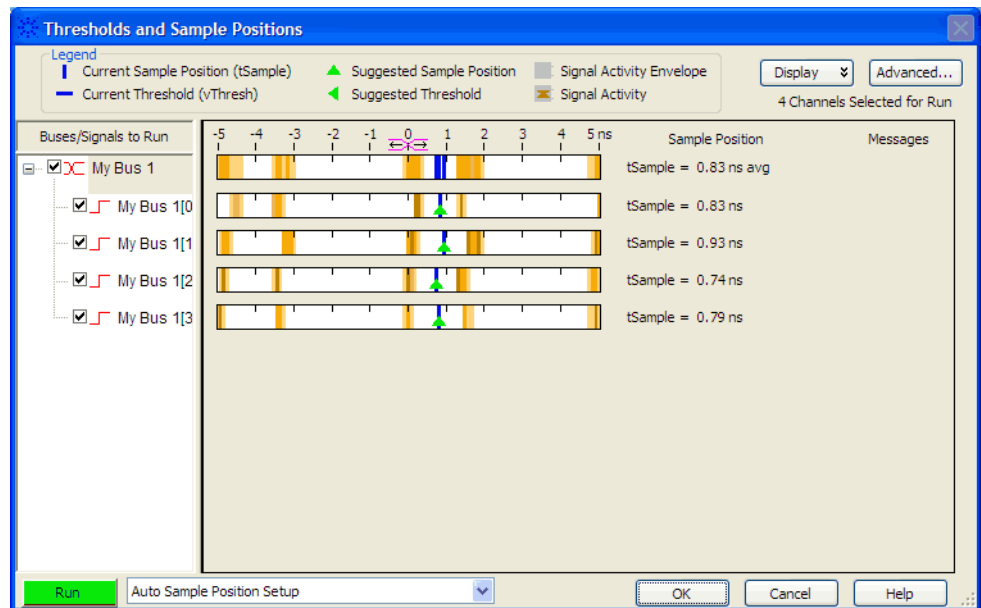 Thresholds and Sample Positions
Legend
Current Sample Position (tSample)
Suggested Sample Position
Signal Activity Envelope
Current Threshold (vThresh)
Suggested Threshold
Signal Activity
Display
Advanced...
4 Channels Selected for Run
Buses/Signals to Run
-5 -4 -3 -2 -1 0 1 2 3 4 5 ns
Sample Position
Messages
My Bus 1
tSample = 0.83 ns avg
My Bus 1[0
tSample = 0.83 ns
My Bus 1[1
tSample = 0.93 ns
My Bus 1[2
tSample = 0.74 ns
My Bus 1[3
tSample = 0.79 ns
Run
Auto Sample Position Setup
OK
Cancel
Help